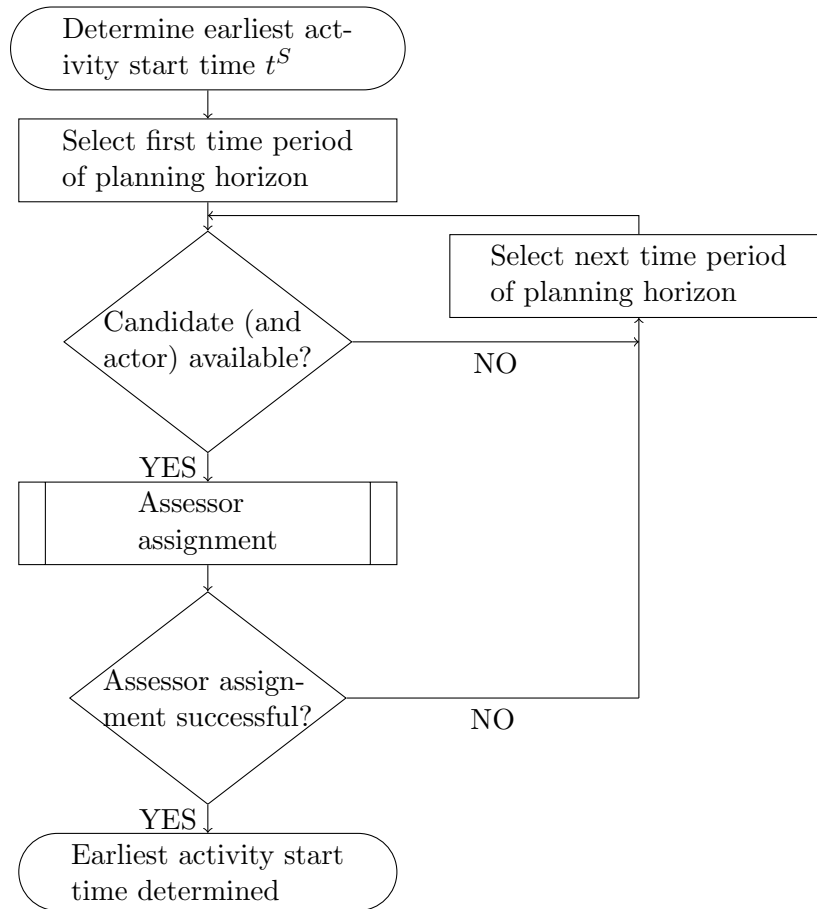 Determine earliest act-
ivity start time t^S
Select first time period
of planning horizon
Select next time period
of planning horizon
Candidate (and
actor) available?
NO
YES
Assessor
assignment
Assessor assign-
ment successful?
NO
YES
Earliest activity start
time determined